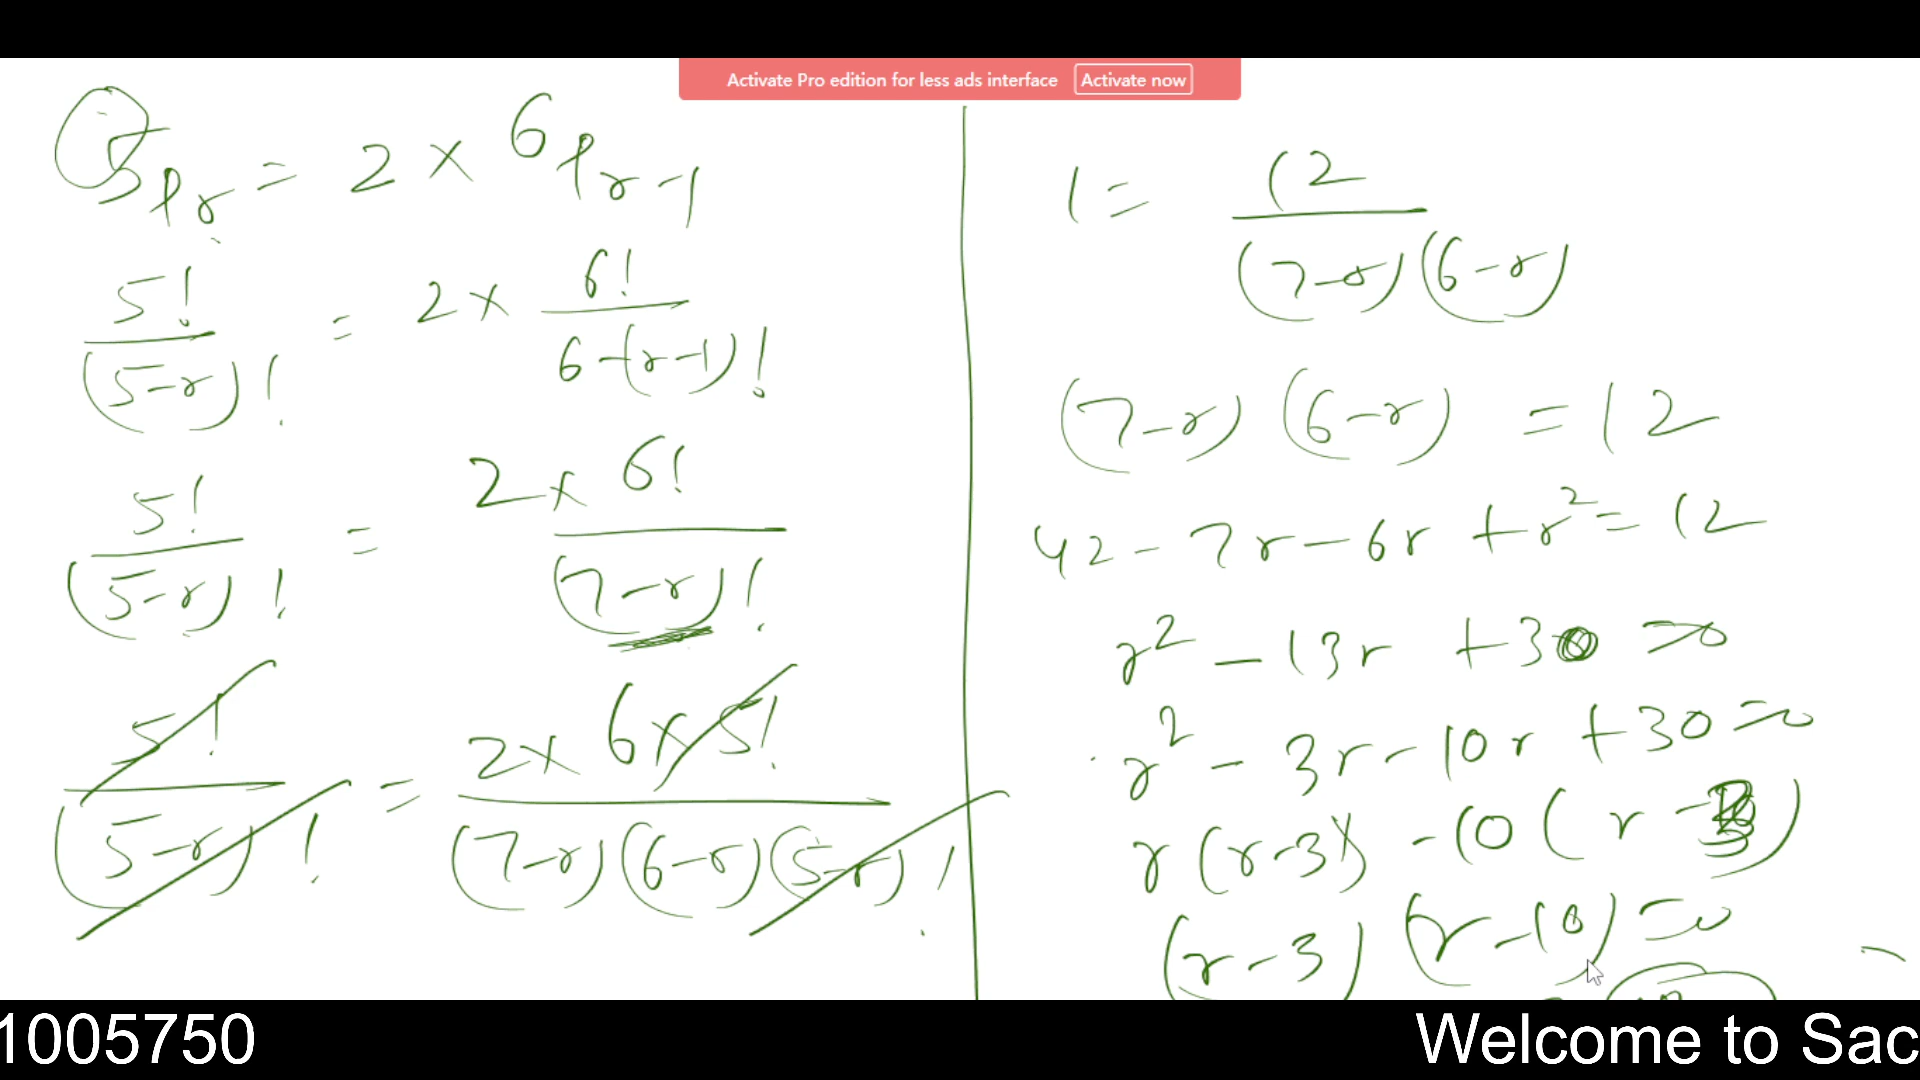 Activate Pro edition for less ads interface Activate now
5Pr = 2 × 6Pr-1
5!/(5-r)! = 2 × 6!/6-(r-1)!
5!/(5-r)! = 2×6!/(7-r)!
5!/(5-r)! = 2×6×5!/(7-r)(6-r)(5-r)!
1 = 12/(7-r)(6-r)
(7-r)(6-r) = 12
42-7r-6r+r²=12
r²-13r+30=0
r²-3r-10r+30=0
r(r-3)-10(r-3)
(r-3)(r-10)=0
1005750
Welcome to Sac